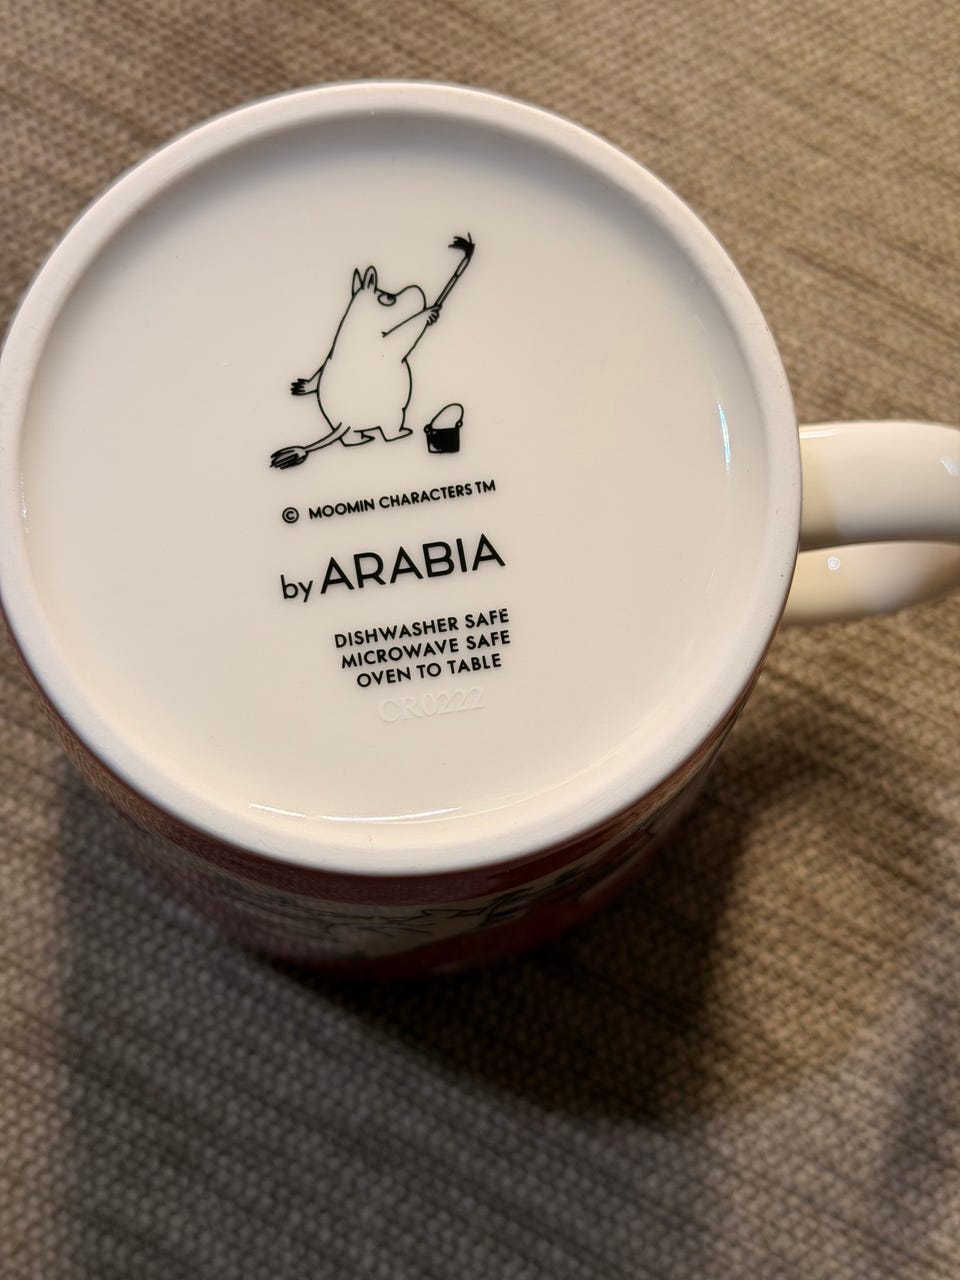 © MOOMIN CHARACTERS TM
by ARABIA
DISHWASHER SAFE
MICROWAVE SAFE
OVEN TO TABLE
CR0222